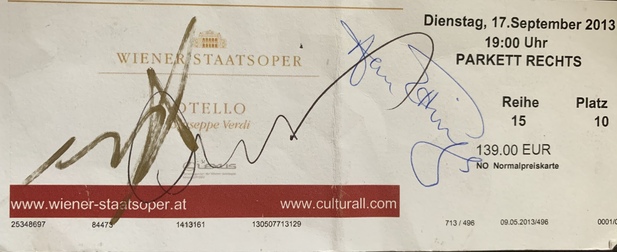 Dienstag, 17.September 2013
19:00 Uhr
PARKETT RECHTS
WIENER STAATSOPER
OTELLO
Giuseppe Verdi
Reihe Platz
15 10
139.00 EUR
NO Normalpreiskarte
www.wiener-staatsoper.at www.culturall.com
25348697 84475 1413161 130507713129 713 / 496 09.05.2013/496